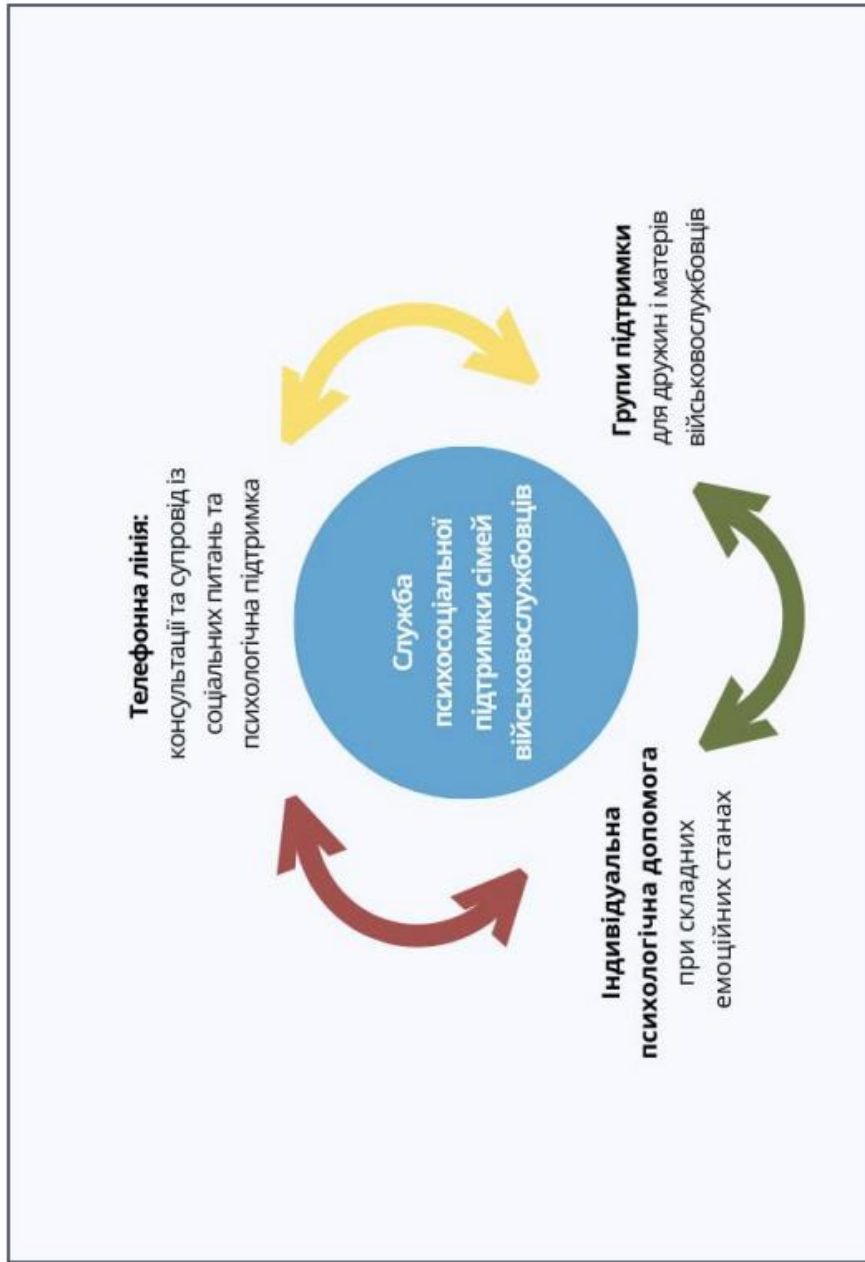 Телефонна лінія:
консультації та супровід із
соціальних питань та
психологічна підтримка
Служба
психосоціальної
підтримки сімей
військовослужбовців
Індивідуальна
психологічна допомога
при складних
емоційних станах
Групи підтримки
для дружин і матерів
військовослужбовців